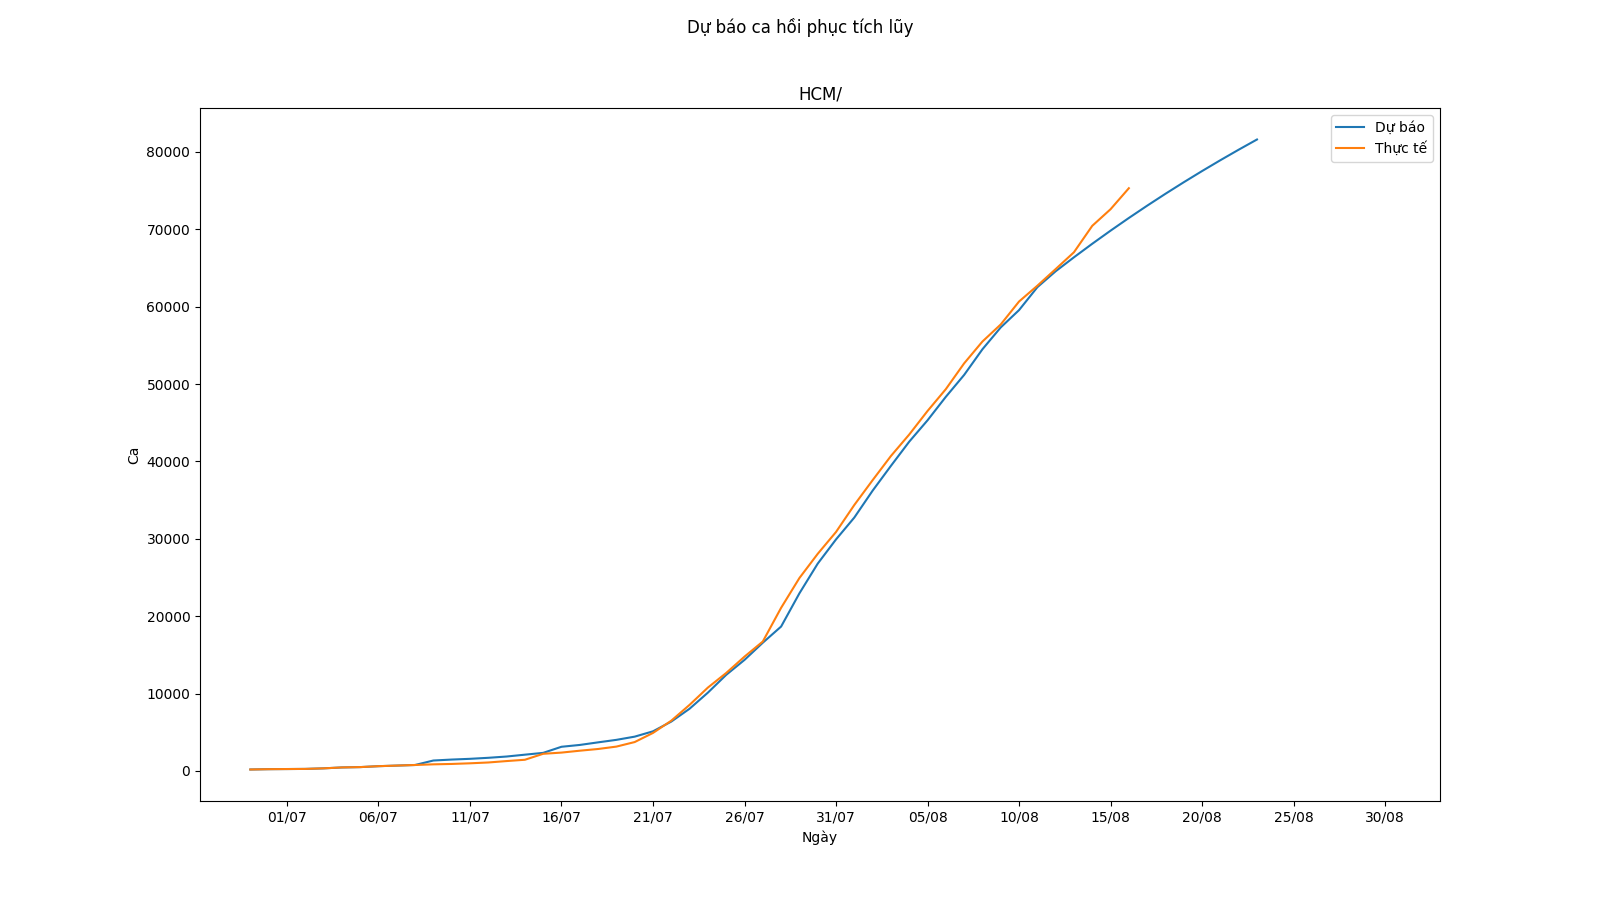 Dự báo ca hồi phục tích lũy
HCM/
Dự báo
Thực tế
80000
70000
60000
50000
40000
30000
20000
10000
0
Ca
01/07 06/07 11/07 16/07 21/07 26/07 31/07 05/08 10/08 15/08 20/08 25/08 30/08
Ngày